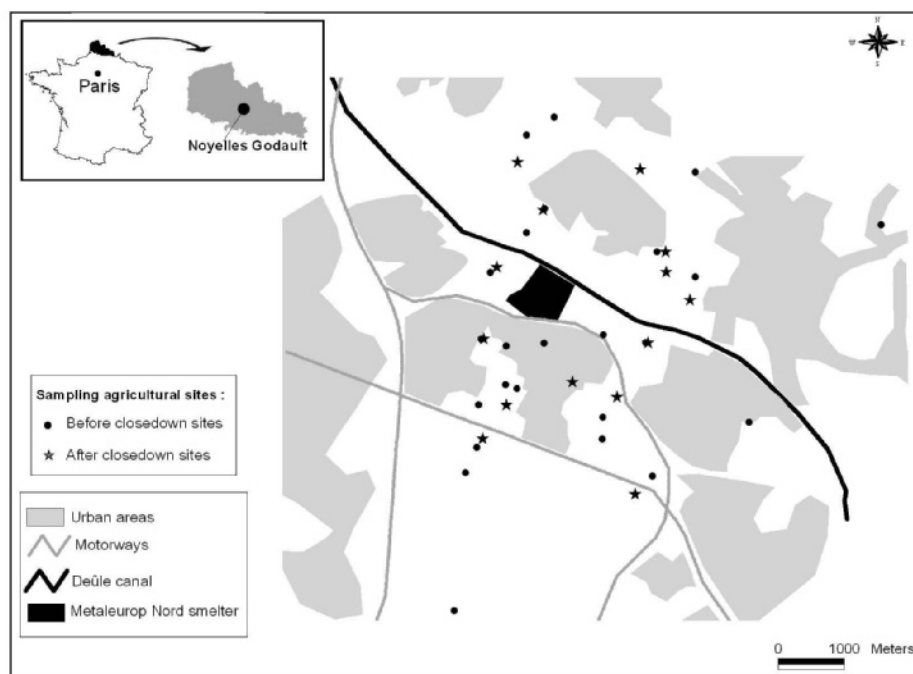 Paris
Noyelles Godault
N
W E
S
Sampling agricultural sites :
Before closedown sites
After closedown sites
Urban areas
Motorways
Deûle canal
Metaleurop Nord smelter
0 1000 Meters